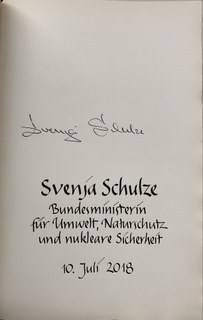 Svenja Schulze
Svenja Schulze
Bundesministerin
für Umwelt, Naturschutz
und nukleare Sicherheit
10. Juli 2018